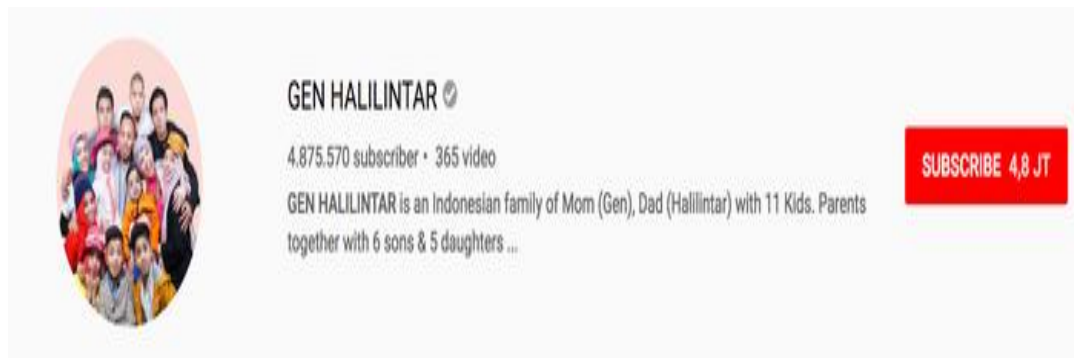 GEN HALILINTAR
4.875.570 subscriber • 365 video
GEN HALILINTAR is an Indonesian family of Mom (Gen), Dad (Halilintar) with 11 Kids. Parents
together with 6 sons & 5 daughters ...
SUBSCRIBE 4,8 JT